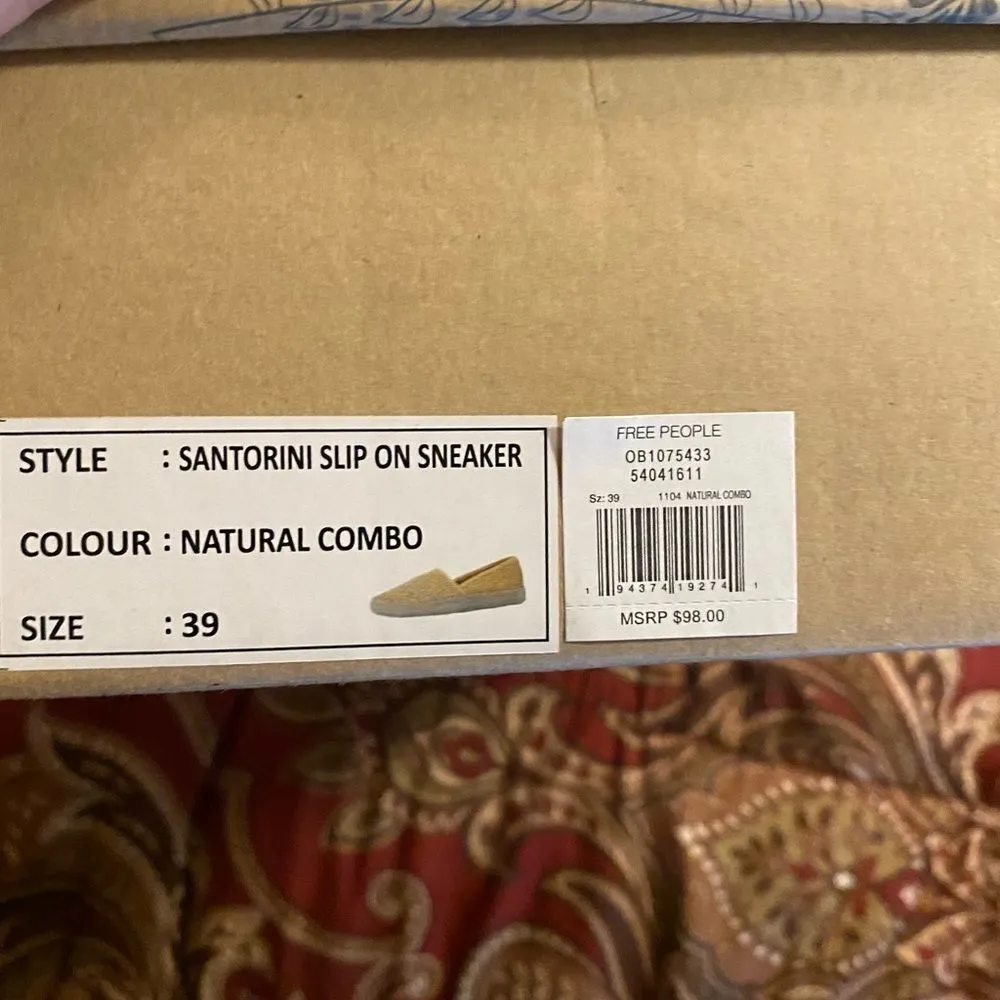 STYLE : SANTORINI SLIP ON SNEAKER
COLOUR : NATURAL COMBO
SIZE : 39
FREE PEOPLE
OB1075433
54041611
Sz: 39 1104 NATURAL COMBO
1 94374 19274 1
MSRP $98.00